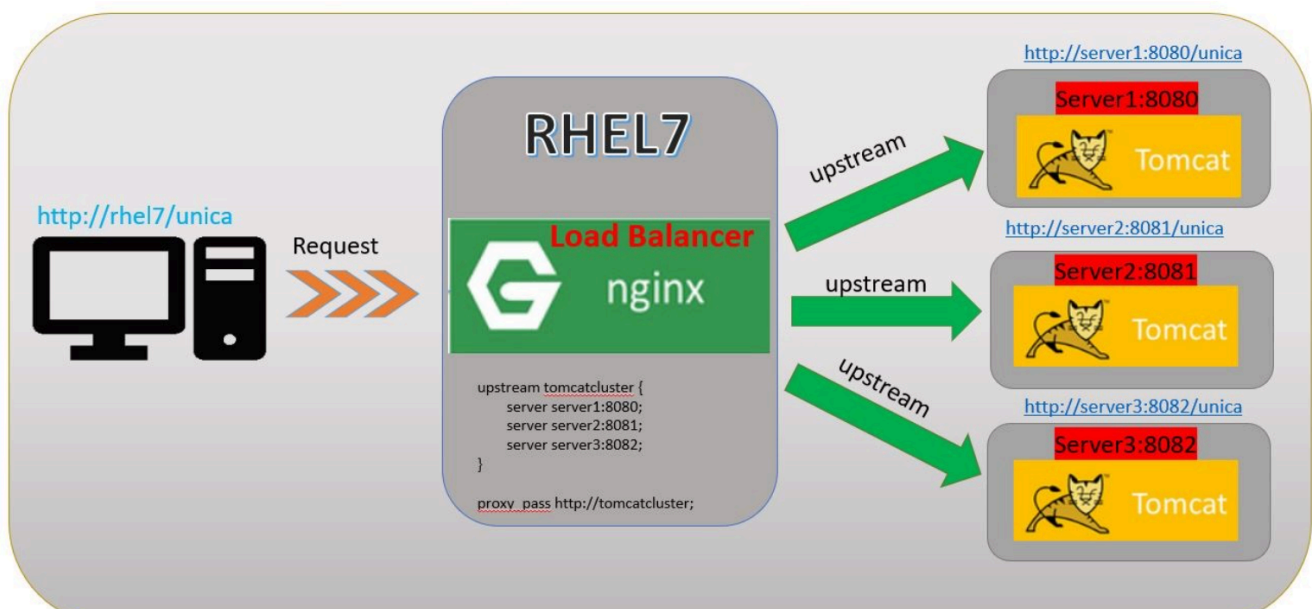 http://rhel7/unica
Request
RHEL7
Load Balancer
nginx
upstream tomcatcluster {
server server1:8080;
server server2:8081;
server server3:8082;
}
proxy_pass http://tomcatcluster;
upstream
upstream
upstream
http://server1:8080/unica
Server1:8080
Tomcat
http://server2:8081/unica
Server2:8081
Tomcat
http://server3:8082/unica
Server3:8082
Tomcat